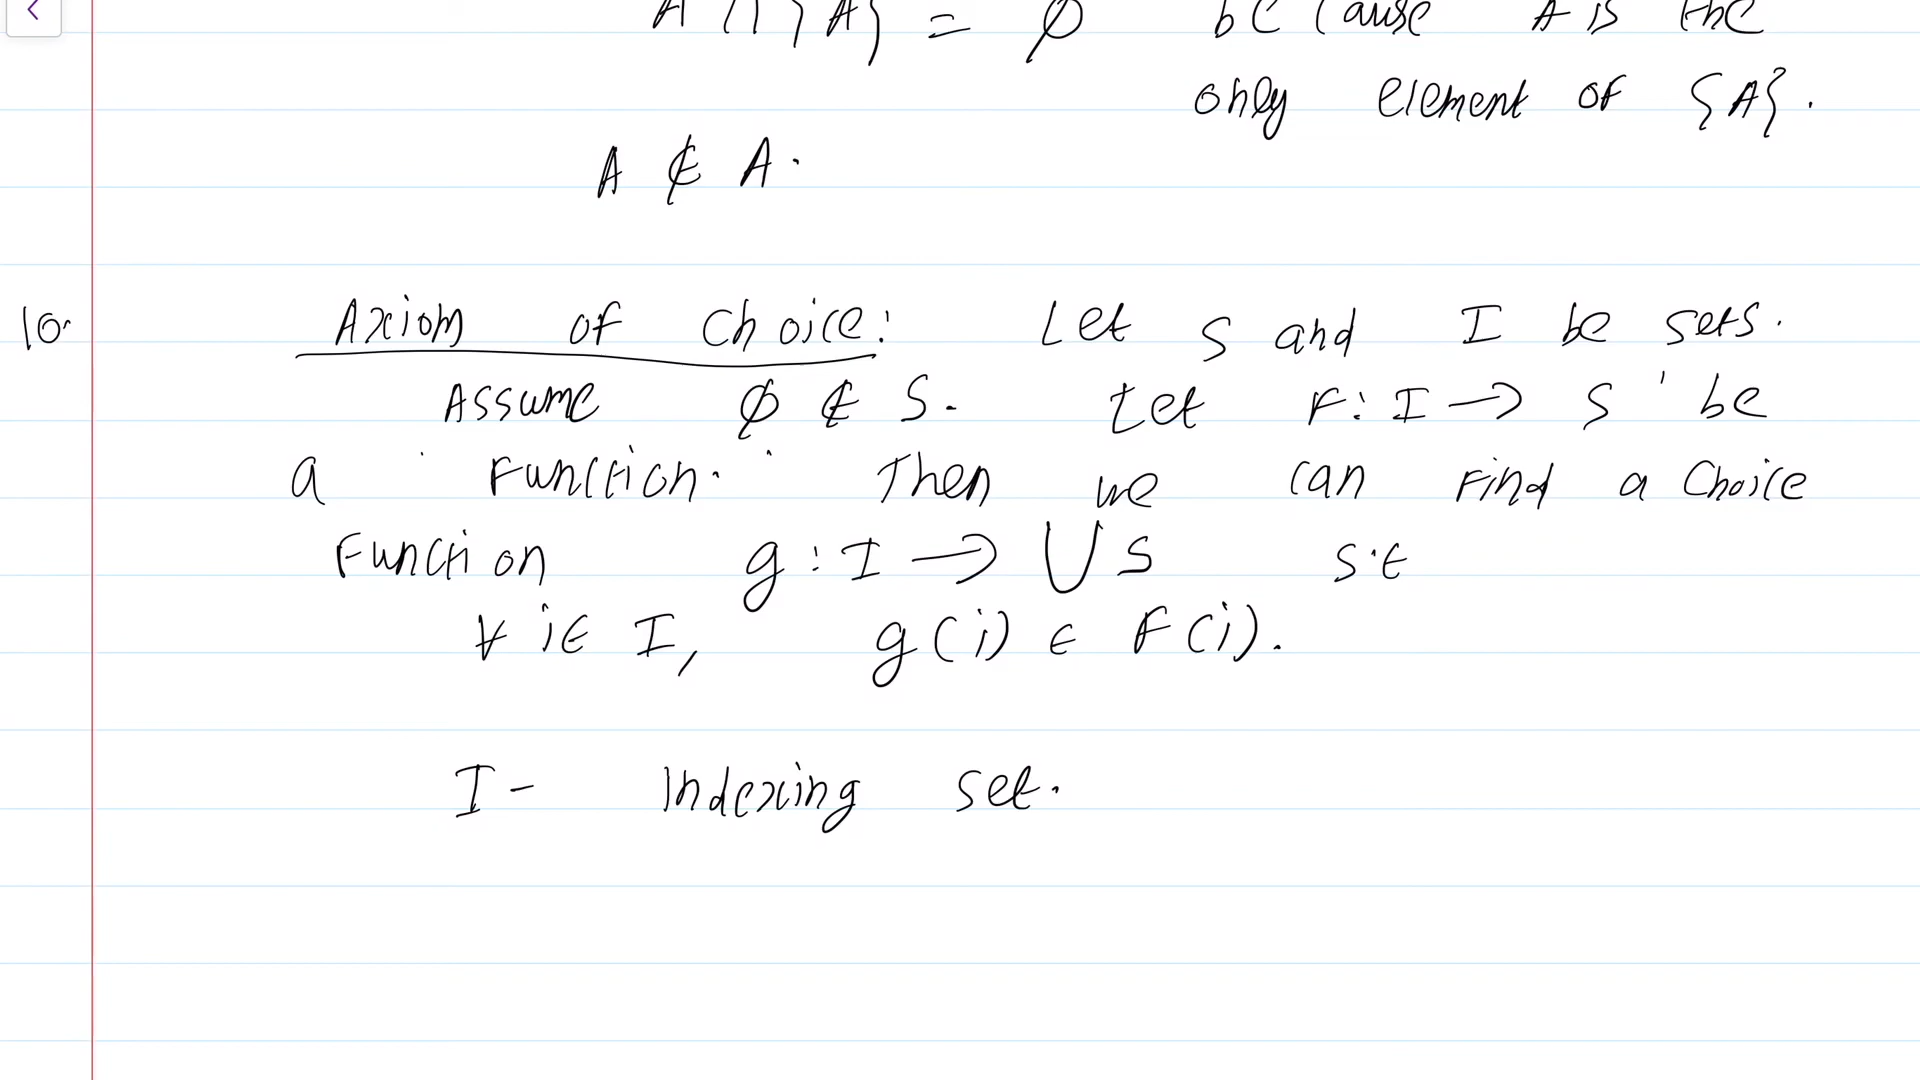 A ∩ {A} = ∅ because A is the
only element of {A}.
A ∉ A.
10. Axiom of Choice: Let S and I be sets.
Assume ∅ ∉ S. Let F: I → S be
a Function. Then we can Find a Choice
Function g: I → ∪ S s.t
∀ i ∈ I, g(i) ∈ F(i).
I - Indexing set.